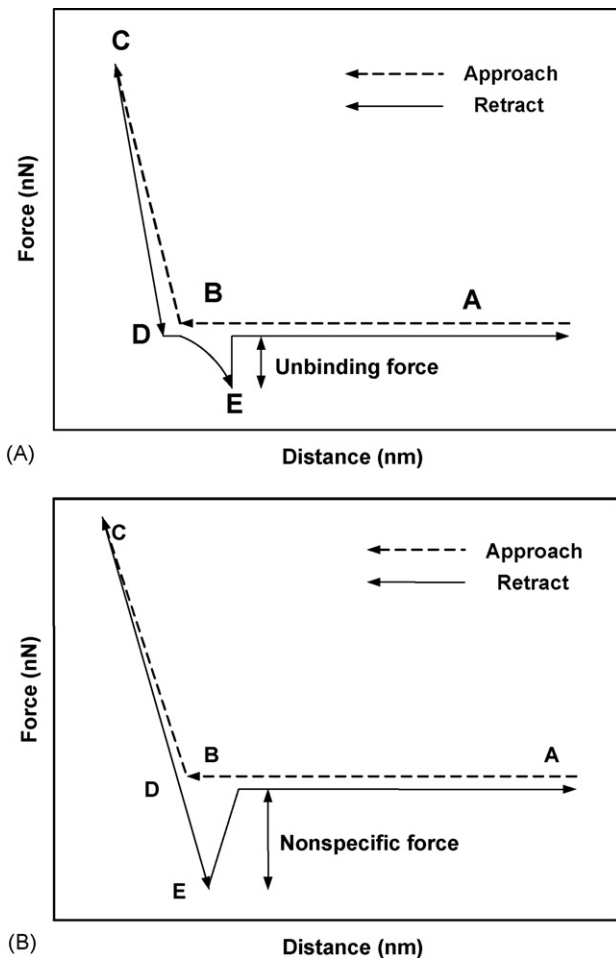 C
Approach
Retract
Force (nN)
B
A
D
Unbinding force
E
(A)
Distance (nm)
C
Approach
Retract
Force (nN)
B
A
D
Nonspecific force
E
(B)
Distance (nm)